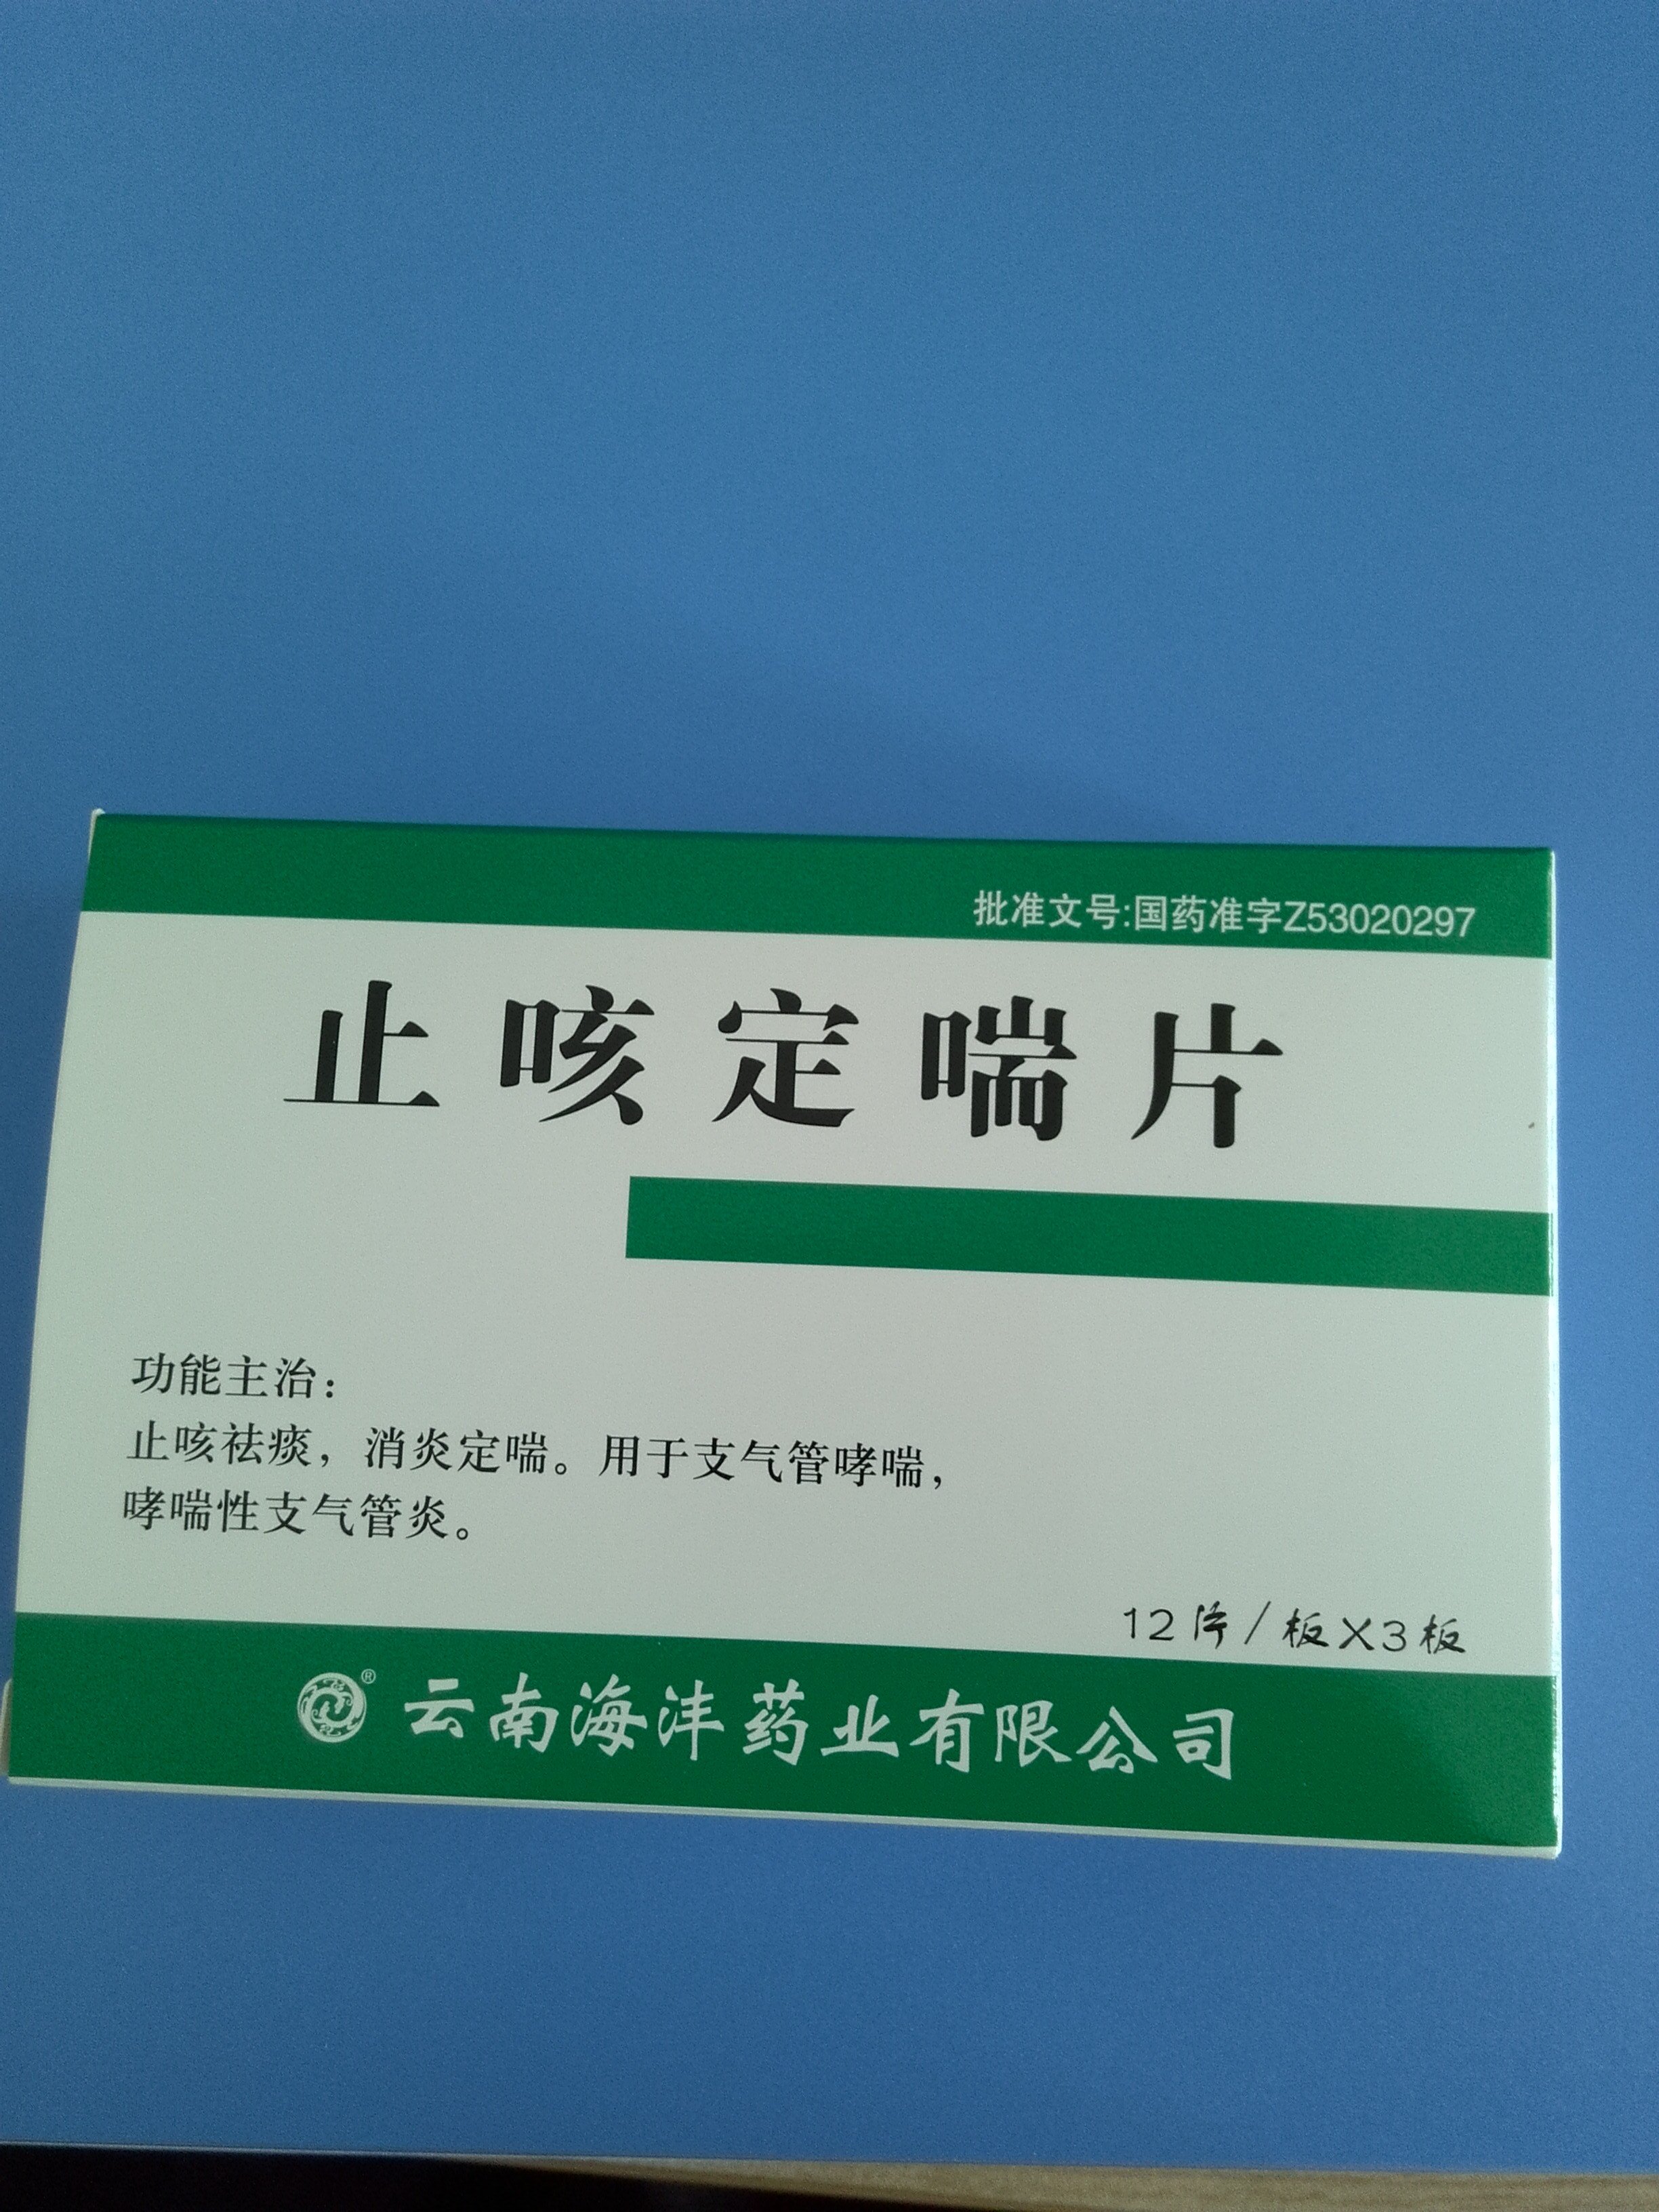 批准文号:国药准字Z53020297
止咳定喘片
功能主治:
止咳祛痰，消炎定喘。用于支气管哮喘，
哮喘性支气管炎。
12片/板X3板
® 云南海沣药业有限公司